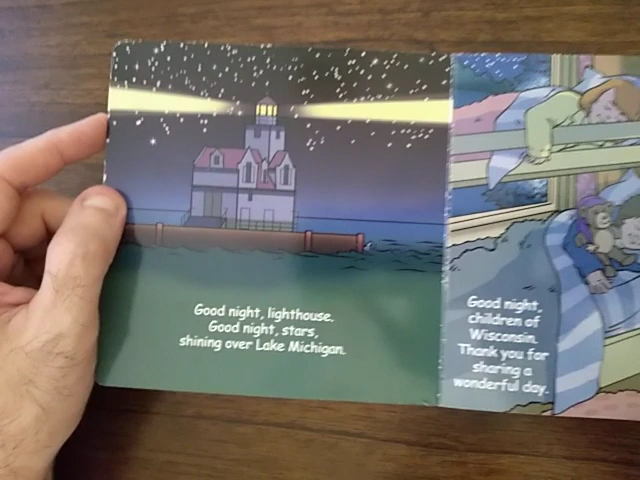 Good night, lighthouse.
Good night, stars,
shining over Lake Michigan.
Good night,
children of
Wisconsin.
Thank you for
sharing a
wonderful day.